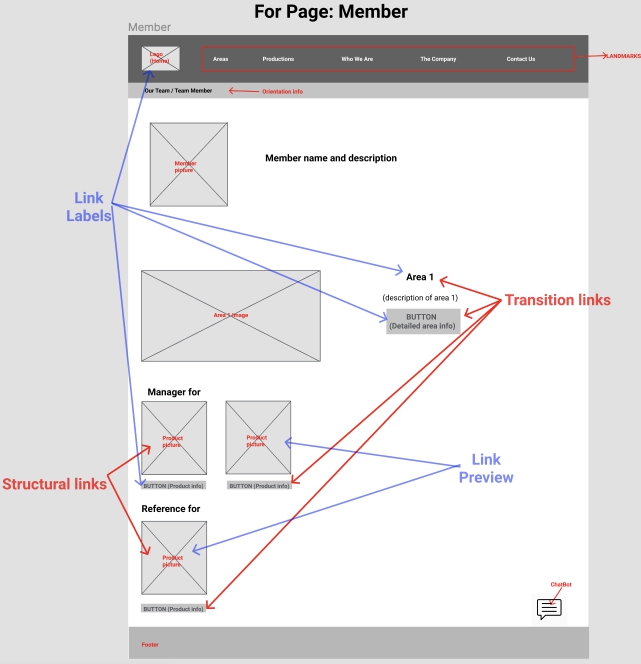 For Page: Member
Member
Logo
(Home)
Areas
Productions
Who We Are
The Company
Contact Us
LANDMARKS
Our Team / Team Member
Orientation info
Member
picture
Member name and description
Link
Labels
Area 1
(description of area 1)
Transition links
Area 1 image
BUTTON
(Detailed area info)
Manager for
Product
picture
Product
picture
Link
Preview
Structural links
BUTTON (Product info)
BUTTON (Product info)
Reference for
Product
picture
ChatBot
BUTTON (Product info)
Footer